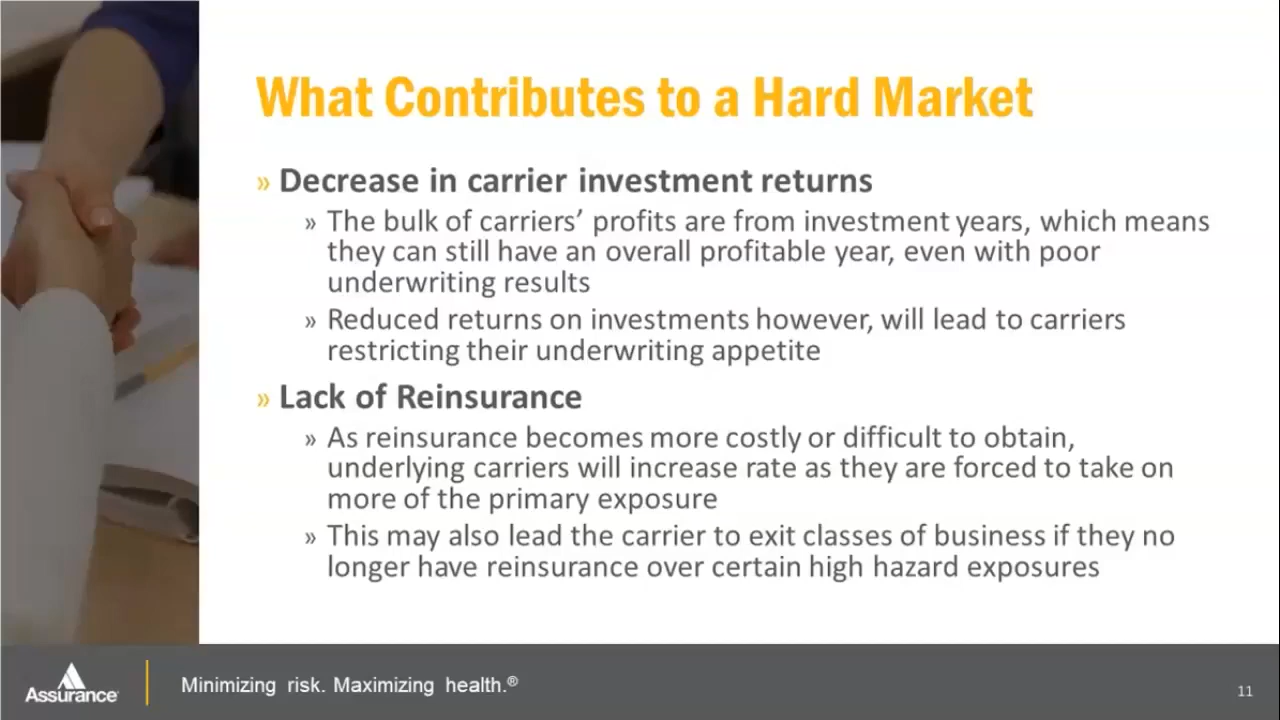 What Contributes to a Hard Market
» Decrease in carrier investment returns
» The bulk of carriers’ profits are from investment years, which means
they can still have an overall profitable year, even with poor
underwriting results
» Reduced returns on investments however, will lead to carriers
restricting their underwriting appetite
» Lack of Reinsurance
» As reinsurance becomes more costly or difficult to obtain,
underlying carriers will increase rate as they are forced to take on
more of the primary exposure
» This may also lead the carrier to exit classes of business if they no
longer have reinsurance over certain high hazard exposures
Assurance
Minimizing risk. Maximizing health.®
11